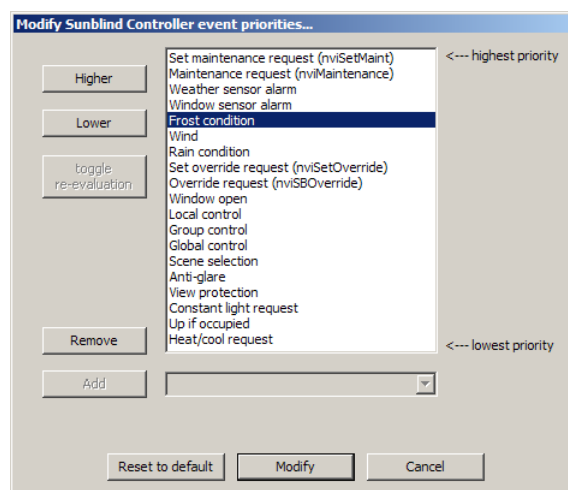 Modify Sunblind Controller event priorities...
Higher
Lower
toggle
re-evaluation
Remove
Add
Set maintenance request (nviSetMaint)
Maintenance request (nviMaintenance)
Weather sensor alarm
Window sensor alarm
Frost condition
Wind
Rain condition
Set override request (nviSetOverride)
Override request (nviSBOverride)
Window open
Local control
Group control
Global control
Scene selection
Anti-glare
View protection
Constant light request
Up if occupied
Heat/cool request
<--- highest priority
<--- lowest priority
Reset to default
Modify
Cancel